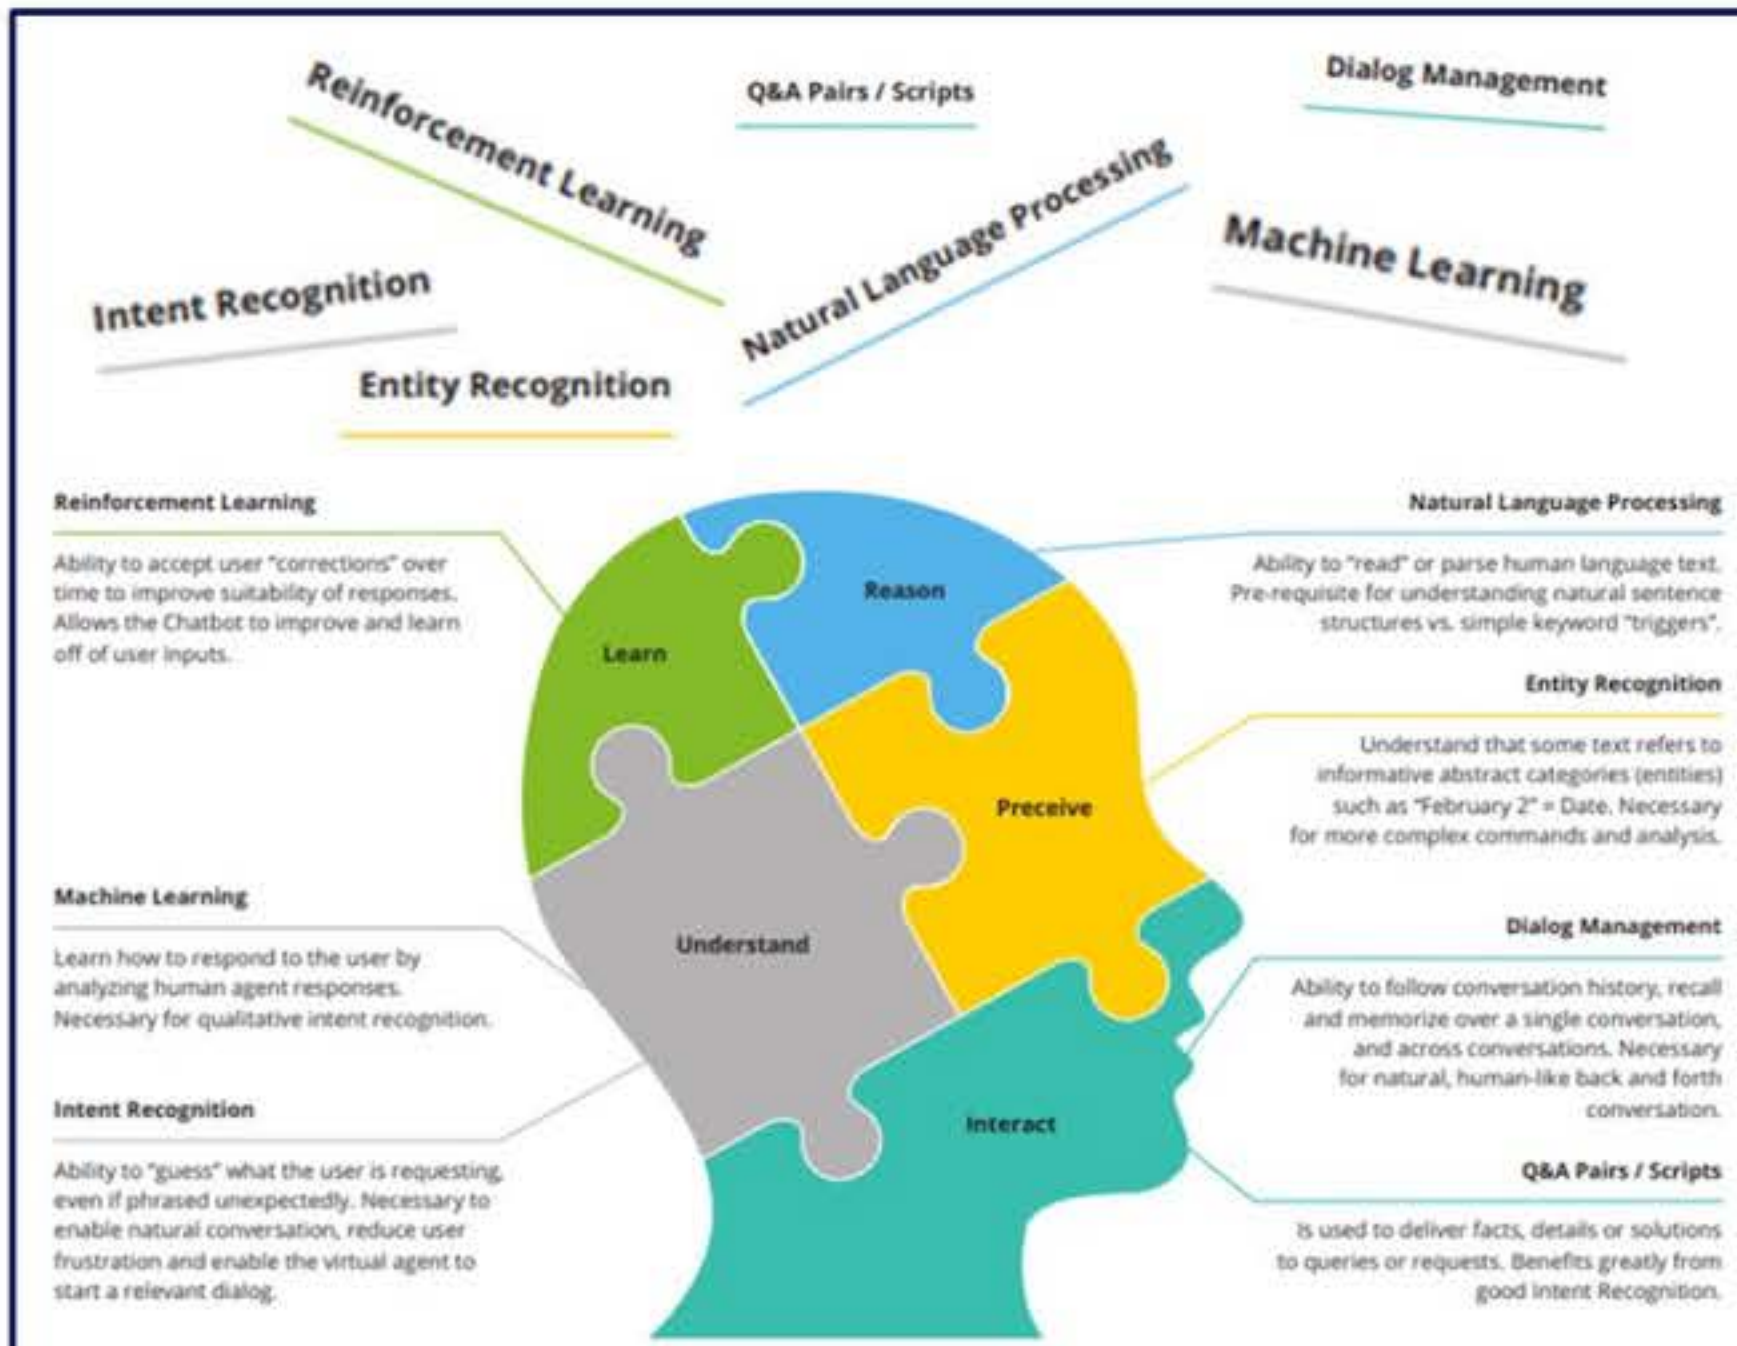 Reinforcement Learning
Q&A Pairs / Scripts
Dialog Management
Natural Language Processing
Machine Learning
Intent Recognition
Entity Recognition
Reinforcement Learning
Ability to accept user “corrections” over
time to improve suitability of responses.
Allows the Chatbot to improve and learn
off of user inputs.
Machine Learning
Learn how to respond to the user by
analyzing human agent responses.
Necessary for qualitative intent recognition.
Intent Recognition
Ability to “guess” what the user is requesting,
even if phrased unexpectedly. Necessary to
enable natural conversation, reduce user
frustration and enable the virtual agent to
start a relevant dialog.
Learn
Reason
Preceive
Understand
Interact
Natural Language Processing
Ability to “read” or parse human language text.
Pre-requisite for understanding natural sentence
structures vs. simple keyword “triggers”.
Entity Recognition
Understand that some text refers to
informative abstract categories (entities)
such as “February 2” = Date. Necessary
for more complex commands and analysis.
Dialog Management
Ability to follow conversation history, recall
and memorize over a single conversation,
and across conversations. Necessary
for natural, human-like back and forth
conversation.
Q&A Pairs / Scripts
Is used to deliver facts, details or solutions
to queries or requests. Benefits greatly from
good Intent Recognition.